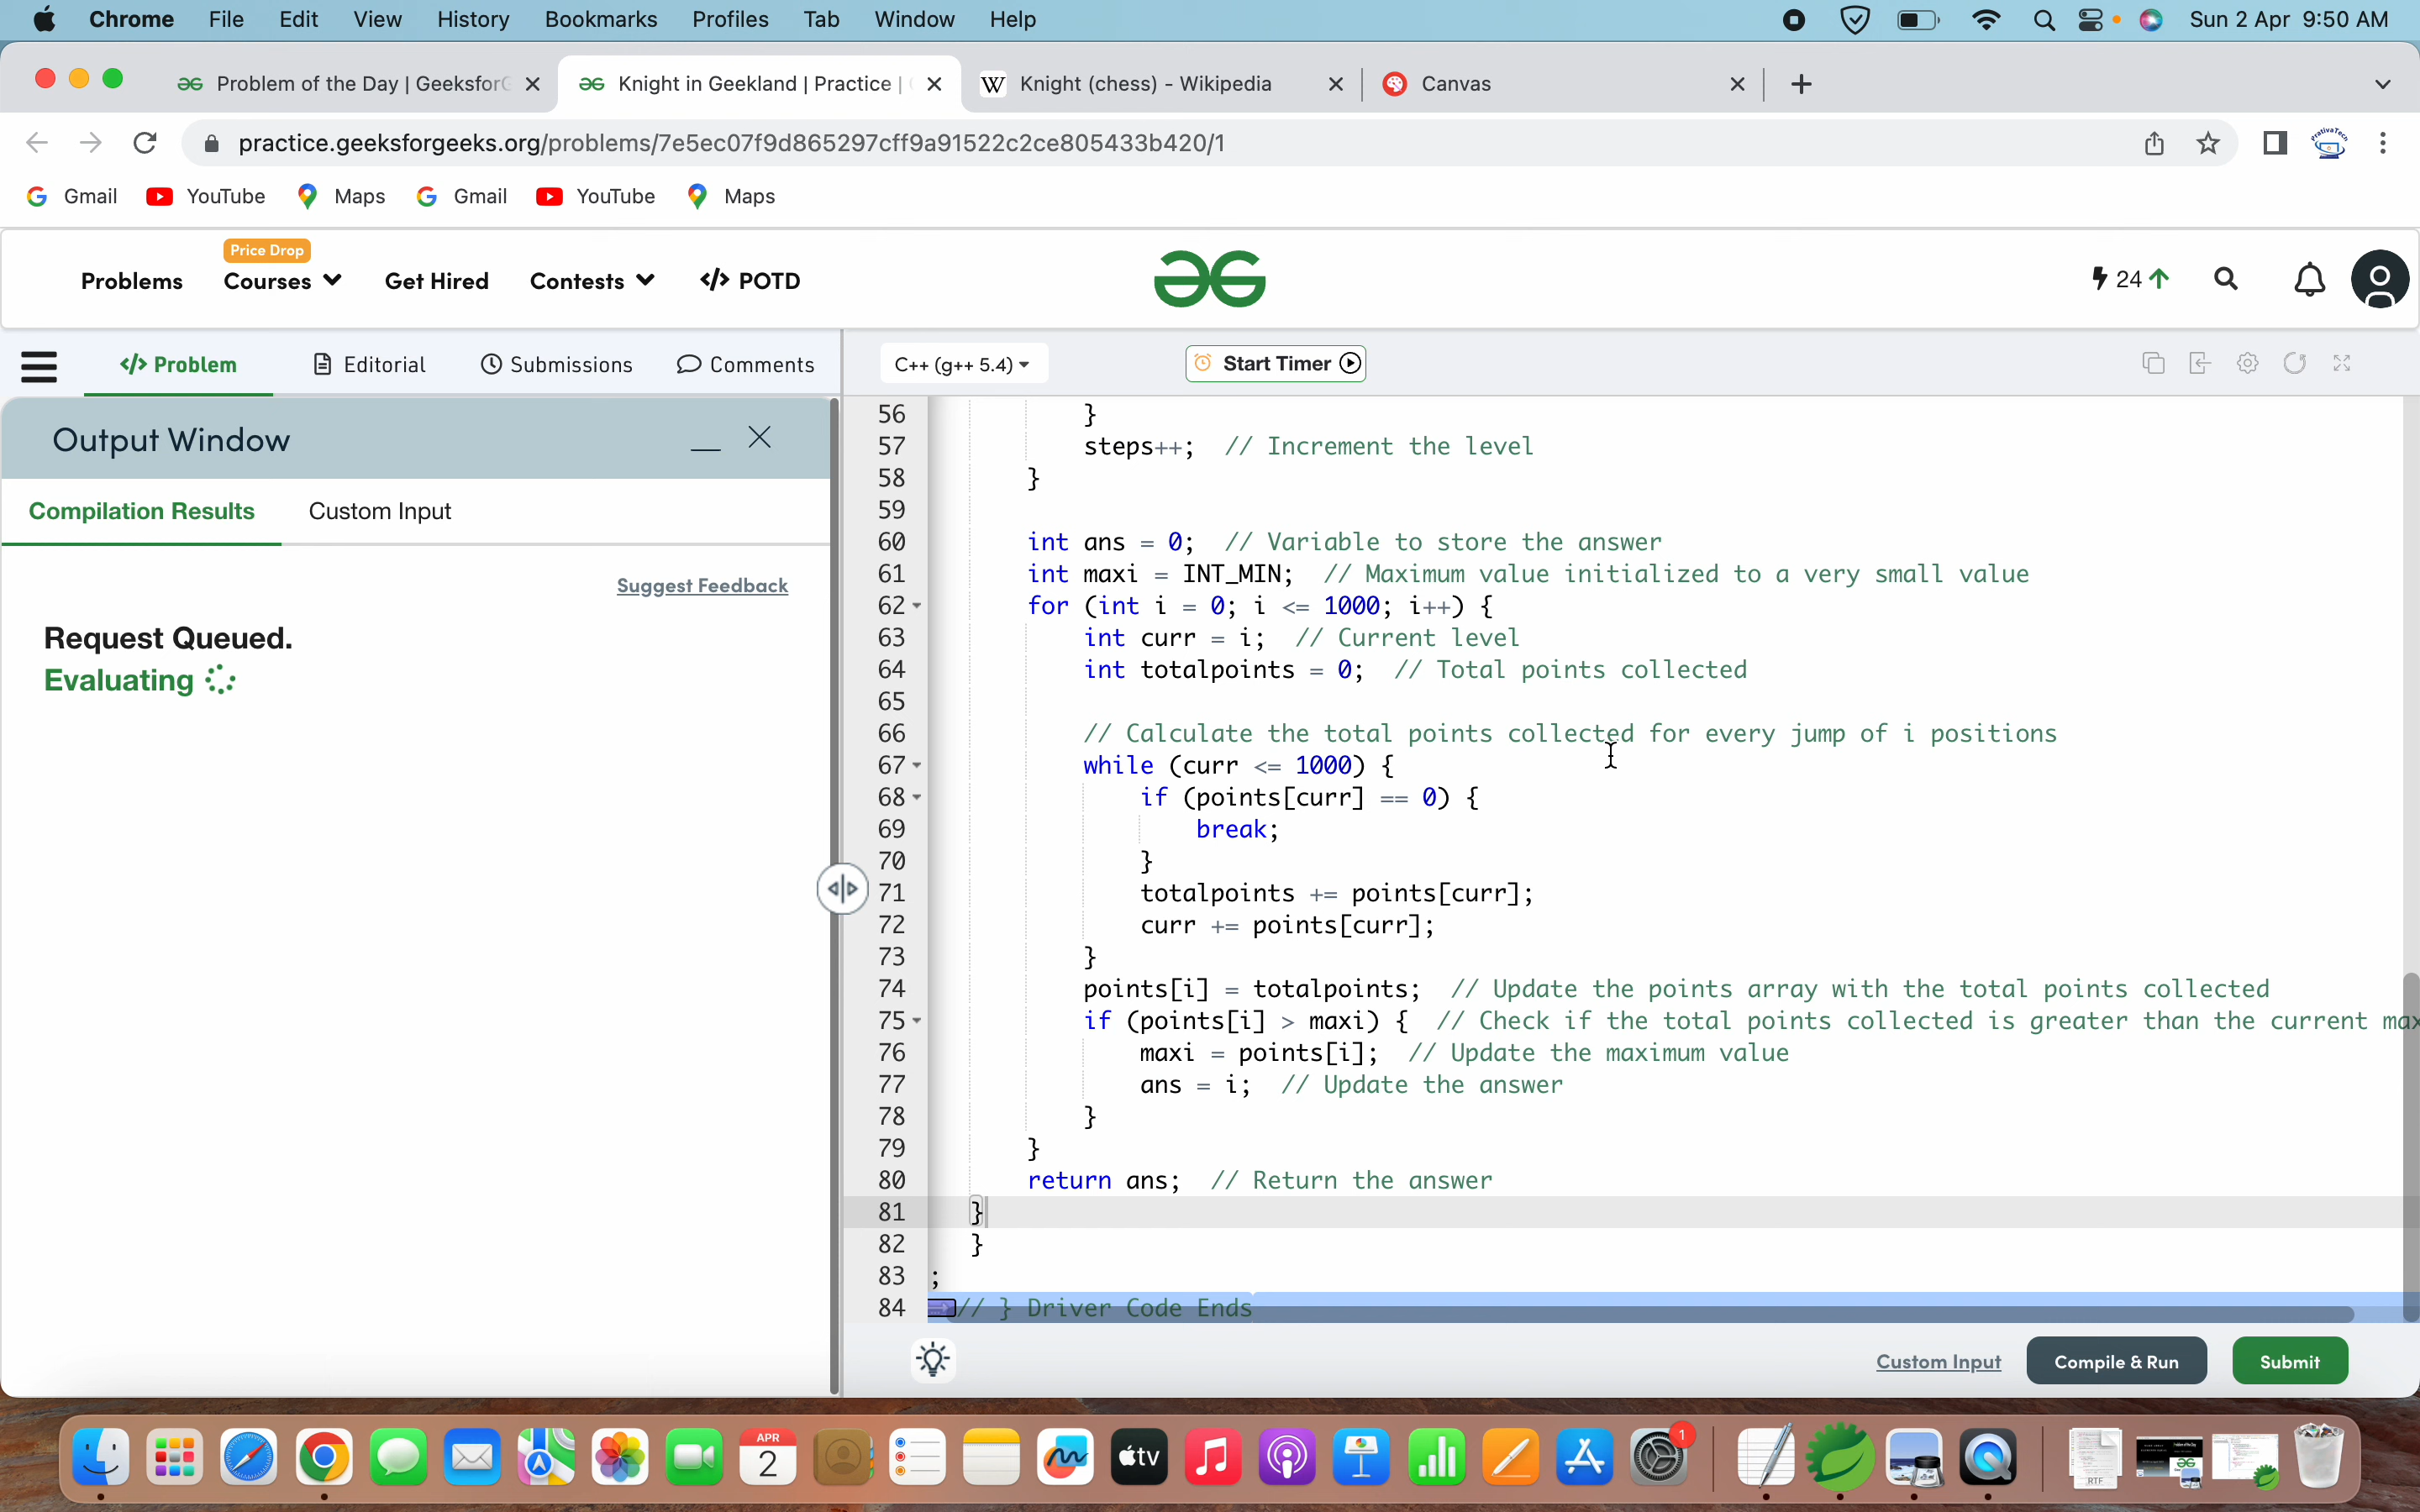 Chrome File Edit View History Bookmarks Profiles Tab Window Help Sun 2 Apr 9:50 AM
Problem of the Day | GeeksforG Knight in Geekland | Practice | Knight (chess) - Wikipedia Canvas
practice.geeksforgeeks.org/problems/7e5ec07f9d865297cff9a91522c2ce805433b420/1
Gmail YouTube Maps Gmail YouTube Maps
Price Drop
Problems Courses Get Hired Contests </> POTD 24
</> Problem Editorial Submissions Comments C++ (g++ 5.4) Start Timer
Output Window
Compilation Results Custom Input
Suggest Feedback
Request Queued.
Evaluating
56 }
57 steps++; // Increment the level
58 }
59
60 int ans = 0; // Variable to store the answer
61 int maxi = INT_MIN; // Maximum value initialized to a very small value
62 for (int i = 0; i <= 1000; i++) {
63 int curr = i; // Current level
64 int totalpoints = 0; // Total points collected
65
66 // Calculate the total points collected for every jump of i positions
67 while (curr <= 1000) {
68 if (points[curr] == 0) {
69 break;
70 }
71 totalpoints += points[curr];
72 curr += points[curr];
73 }
74 points[i] = totalpoints; // Update the points array with the total points collected
75 if (points[i] > maxi) { // Check if the total points collected is greater than the current max
76 maxi = points[i]; // Update the maximum value
77 ans = i; // Update the answer
78 }
79 }
80 return ans; // Return the answer
81 }
82 }
83 ;
84 // } Driver Code Ends
Custom Input Compile & Run Submit
APR
2
tv
1
RTF